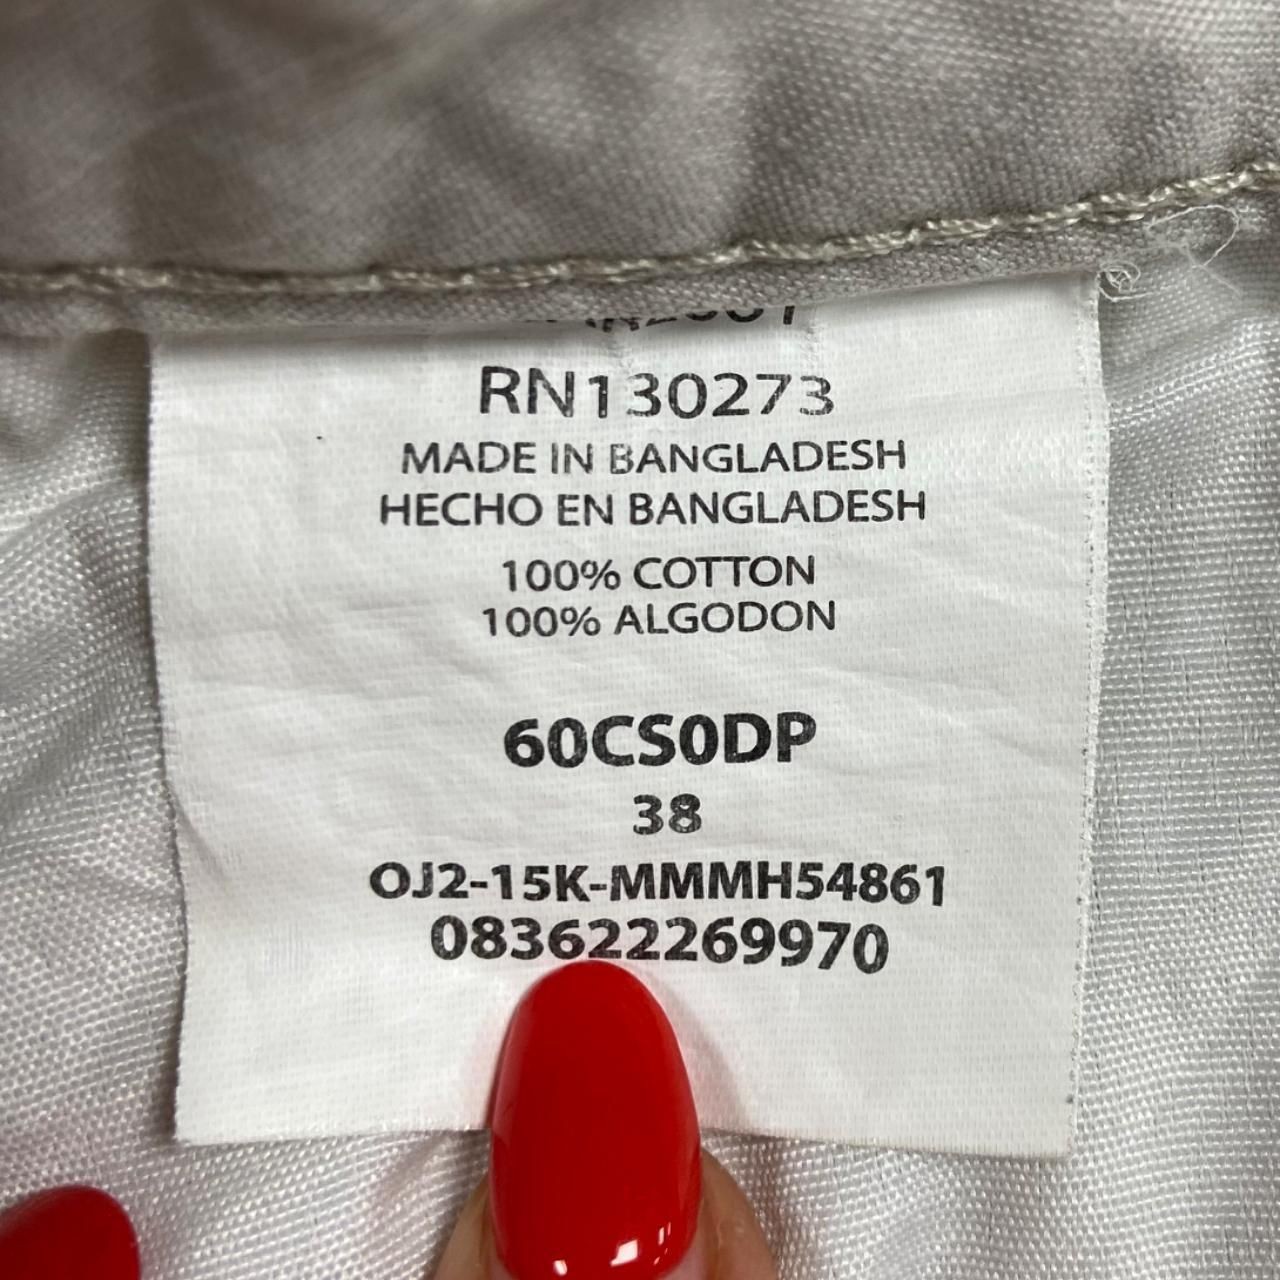 RN130273
MADE IN BANGLADESH
HECHO EN BANGLADESH
100% COTTON
100% ALGODON
60CS0DP
38
OJ2-15K-MMMH54861
083622269970